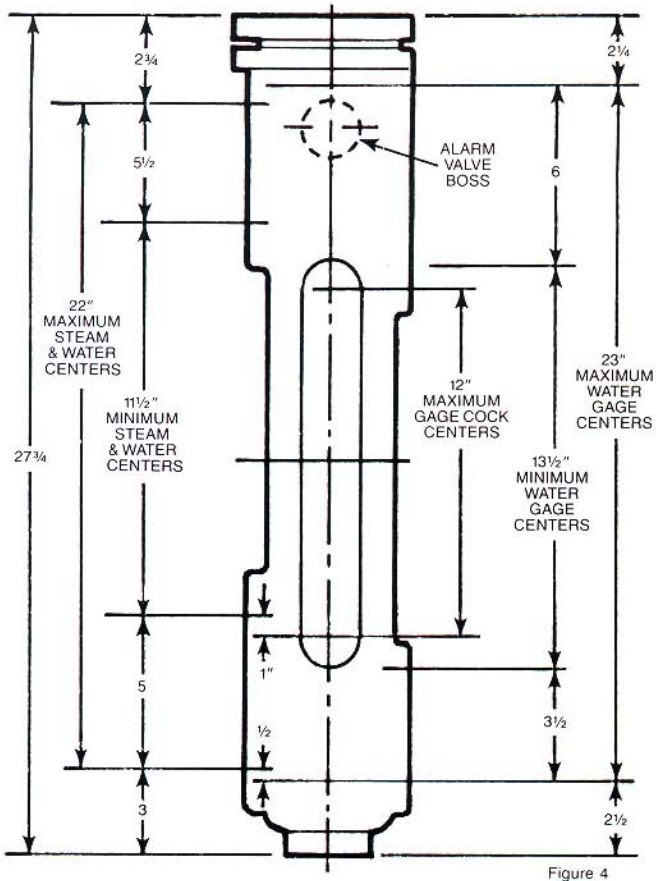 2¾
2¼
5½
ALARM
VALVE
BOSS
6
22"
MAXIMUM
STEAM
& WATER
CENTERS
11½"
MINIMUM
STEAM
& WATER
CENTERS
12"
MAXIMUM
GAGE COCK
CENTERS
23"
MAXIMUM
WATER
GAGE
CENTERS
27¾
13½"
MINIMUM
WATER
GAGE
CENTERS
5
1"
3½
½
3
2½
Figure 4